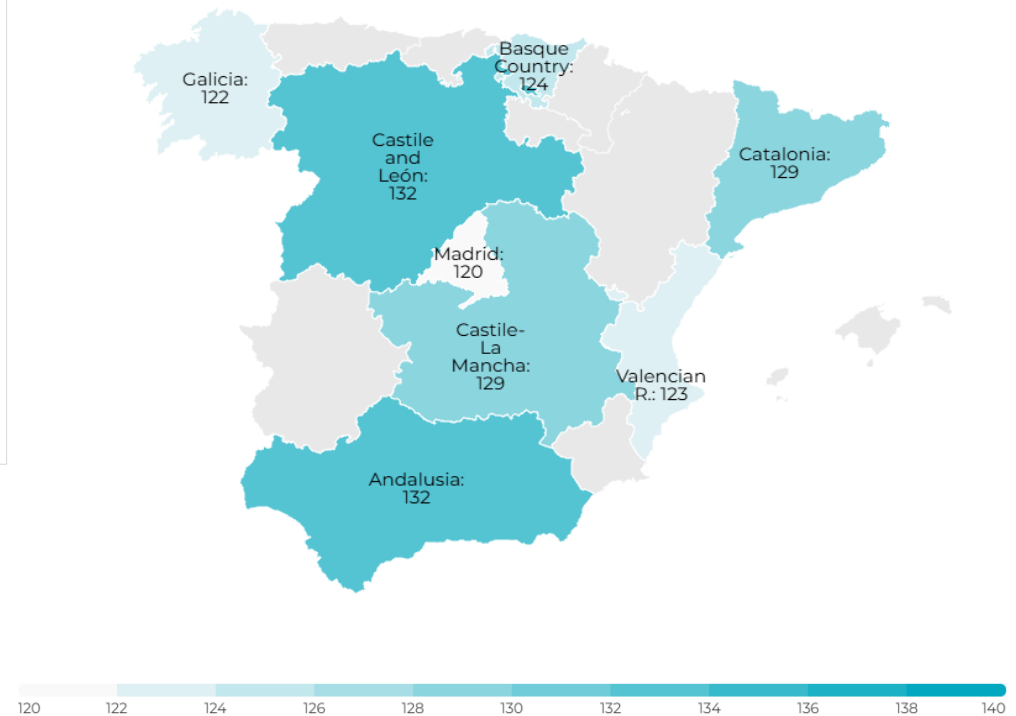 Galicia:
122
Basque
Country:
124
Castile
and
León:
132
Catalonia:
129
Madrid:
120
Castile-
La
Mancha:
129
Valencian
R.: 123
Andalusia:
132
120 122 124 126 128 130 132 134 136 138 140